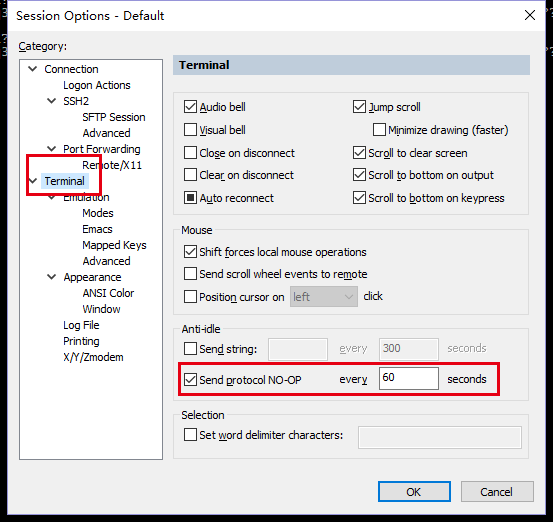 Session Options - Default
Category:
Connection
Logon Actions
SSH2
SFTP Session
Advanced
Port Forwarding
Remote/X11
Terminal
Emulation
Modes
Emacs
Mapped Keys
Advanced
Appearance
ANSI Color
Window
Log File
Printing
X/Y/Zmodem
Terminal
Audio bell
Jump scroll
Visual bell
Minimize drawing (faster)
Close on disconnect
Scroll to clear screen
Clear on disconnect
Scroll to bottom on output
Auto reconnect
Scroll to bottom on keypress
Mouse
Shift forces local mouse operations
Send scroll wheel events to remote
Position cursor on left click
Anti-idle
Send string: every 300 seconds
Send protocol NO-OP every 60 seconds
Selection
Set word delimiter characters:
OK Cancel